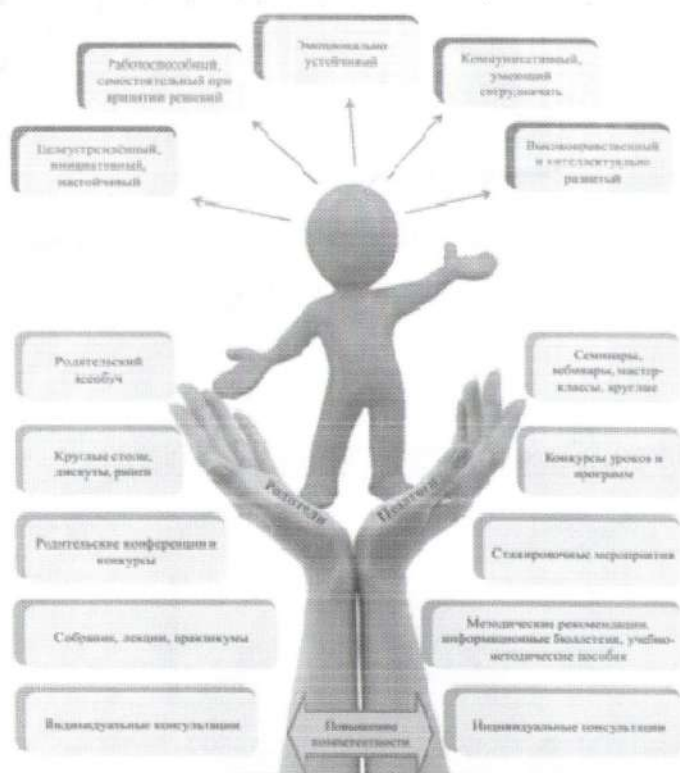 Эмоционально
устойчивый
Работоспособный,
самостоятельный при
принятии решений
Коммуникативный,
умеющий
сотрудничать
Целеустремлённый,
инициативный,
настойчивый
Высоконравственный
и интеллектуально
развитый
Родительский
всеобуч
Семинары,
вебинары, мастер-
классы, круглые
Круглые столы,
диспуты, ринги
Конкурсы уроков и
программ
Родители
Педагоги
Родительские конференции и
конкурсы
Стажировочные мероприятия
Собрания, лекции, практикумы
Методические рекомендации,
информационные бюллетени, учебно-
методические пособия
Индивидуальные консультации
Повышение
компетентности
Индивидуальные консультации